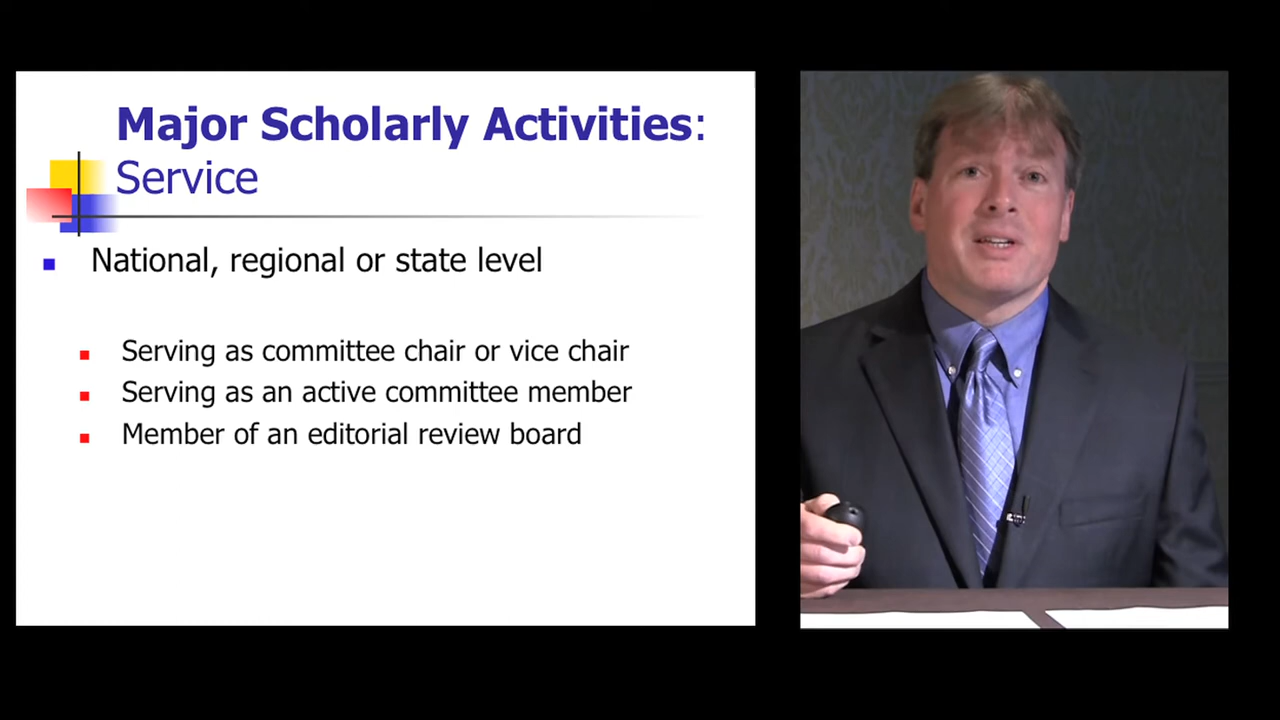 Major Scholarly Activities:
Service
National, regional or state level
Serving as committee chair or vice chair
Serving as an active committee member
Member of an editorial review board